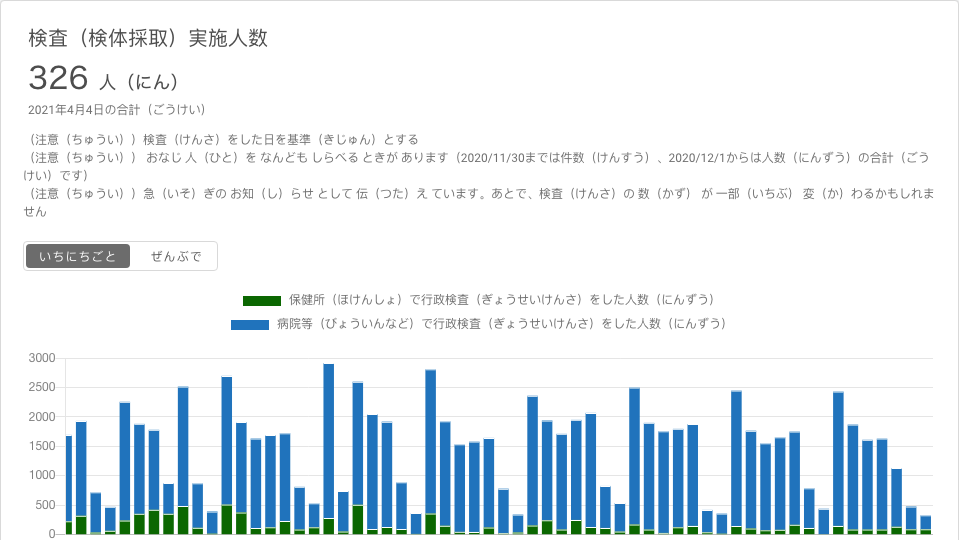 検査（検体採取）実施人数
326 人（にん）
2021年4月4日の合計（ごうけい）
（注意（ちゅうい））検査（けんさ）をした日を基準（きじゅん）とする
（注意（ちゅうい）） おなじ 人（ひと）を なんども しらべる ときが あります（2020/11/30までは件数（けんすう）、2020/12/1からは人数（にんずう）の合計（ごう
けい）です）
（注意（ちゅうい））急（いそ）ぎの お知（し）らせ として 伝（つた）え ています。あとで、検査（けんさ）の 数（かず） が 一部（いちぶ） 変（か）わるかもしれま
せん
いちにちごと ぜんぶで
保健所（ほけんしょ）で行政検査（ぎょうせいけんさ）をした人数（にんずう）
病院等（びょういんなど）で行政検査（ぎょうせいけんさ）をした人数（にんずう）
3000
2500
2000
1500
1000
500
0